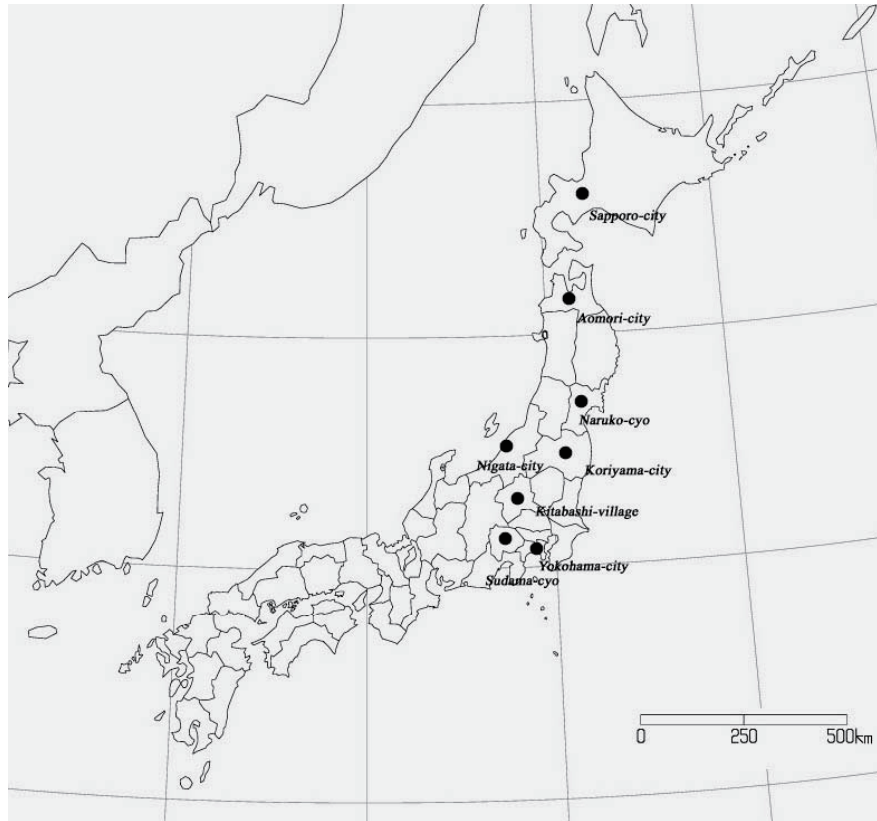 Sapporo-city
Aomori-city
Naruko-cyo
Nigata-city
Koriyama-city
Kitabashi-village
Yokohama-city
Sudama-cyo
0 250 500km